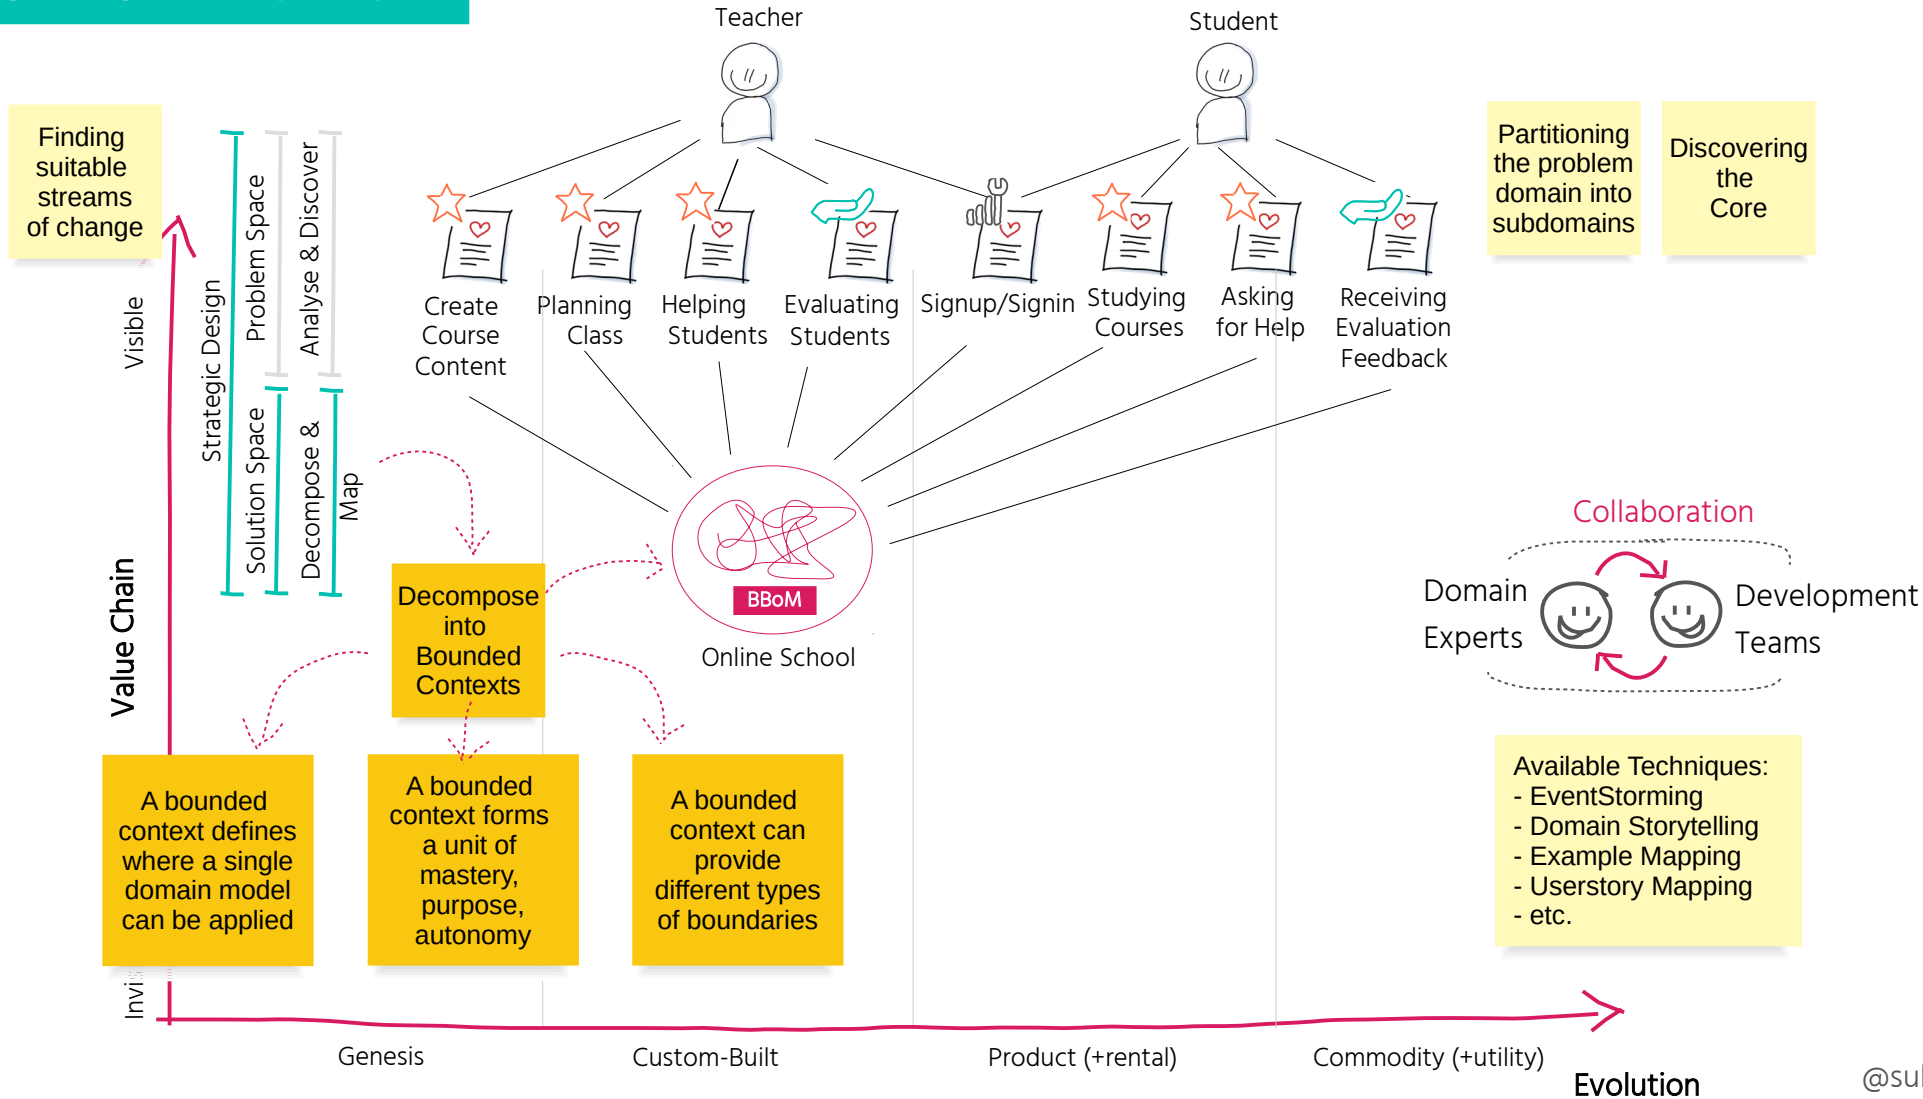 Teacher
Student
Finding
suitable
streams
of change
Partitioning
the problem
domain into
subdomains
Discovering
the
Core
Visible
Strategic Design
Problem Space
Analyse & Discover
Solution Space
Decompose &
Map
Create
Course
Content
Planning
Class
Helping
Students
Evaluating
Students
Signup/Signin
Studying
Courses
Asking
for Help
Receiving
Evaluation
Feedback
BBoM
Online School
Decompose
into
Bounded
Contexts
Collaboration
Domain
Experts
Development
Teams
Value Chain
A bounded
context defines
where a single
domain model
can be applied
A bounded
context forms
a unit of
mastery,
purpose,
autonomy
A bounded
context can
provide
different types
of boundaries
Available Techniques:
- EventStorming
- Domain Storytelling
- Example Mapping
- Userstory Mapping
- etc.
Genesis
Custom-Built
Product (+rental)
Commodity (+utility)
Evolution